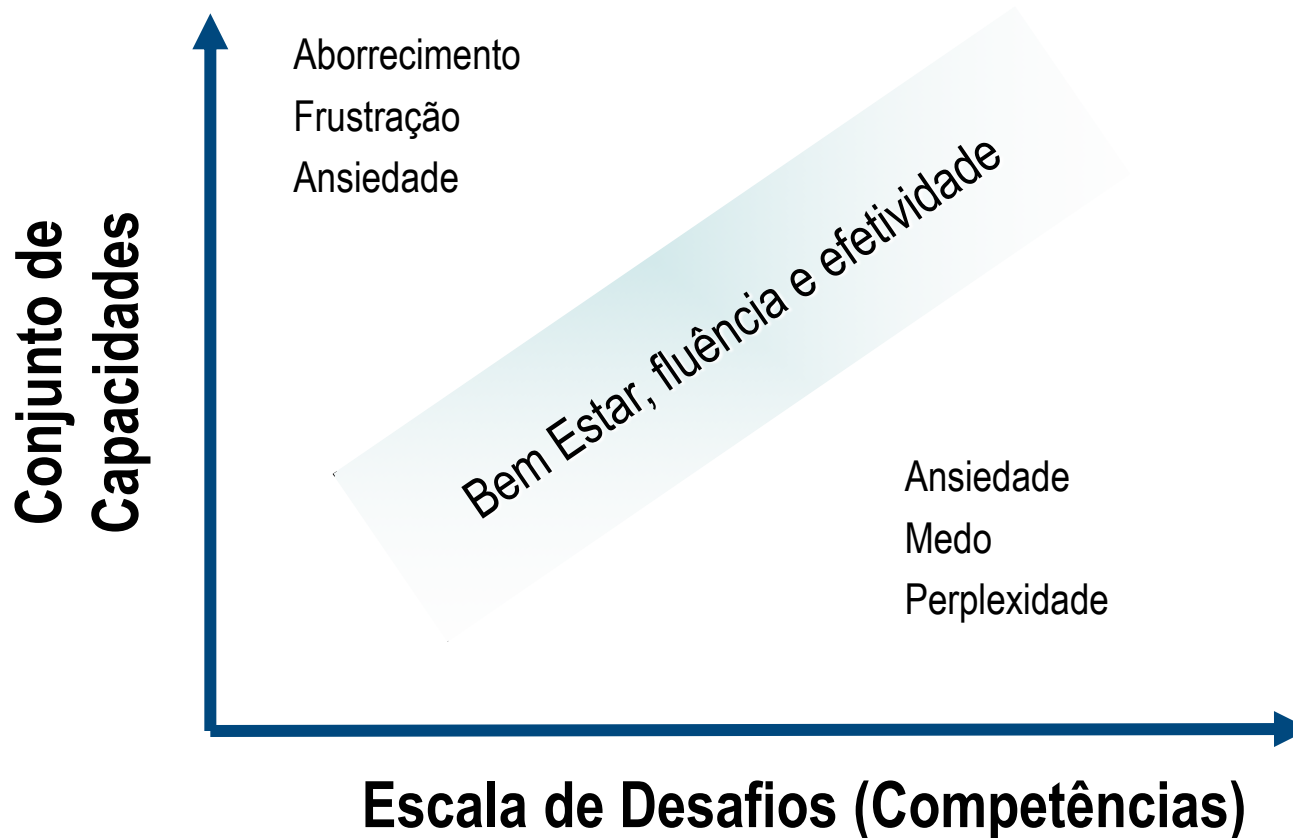 Aborrecimento
Frustração
Ansiedade
Conjunto de
Capacidades
Bem Estar, fluência e efetividade
Ansiedade
Medo
Perplexidade
Escala de Desafios (Competências)